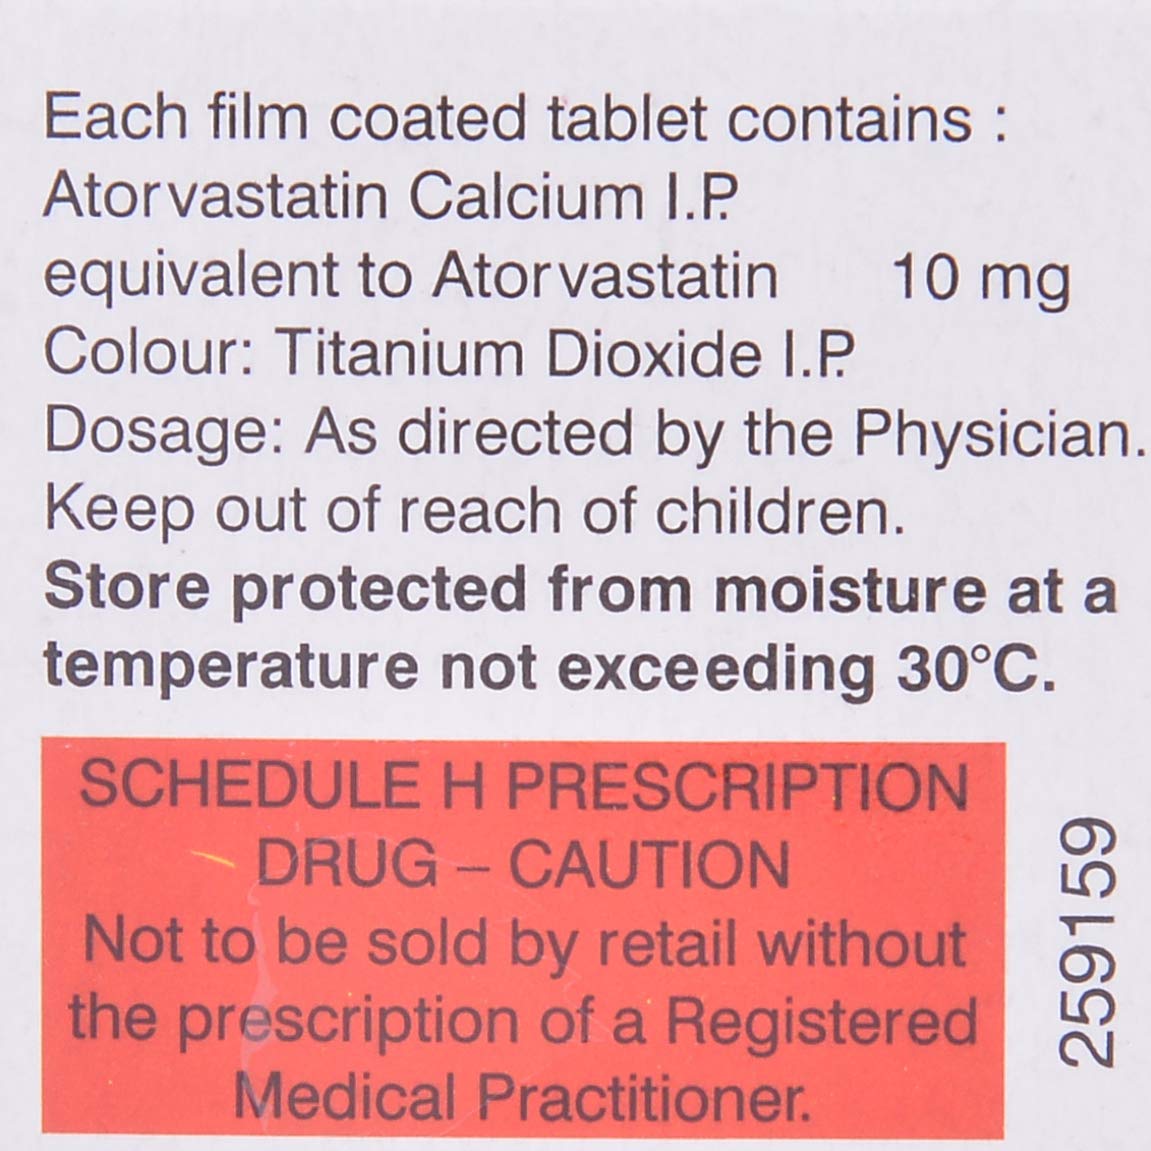 Each film coated tablet contains :
Atorvastatin Calcium I.P.
equivalent to Atorvastatin 10 mg
Colour: Titanium Dioxide I.P.
Dosage: As directed by the Physician.
Keep out of reach of children.
Store protected from moisture at a
temperature not exceeding 30°C.
SCHEDULE H PRESCRIPTION
DRUG – CAUTION
Not to be sold by retail without
the prescription of a Registered
Medical Practitioner.
259159